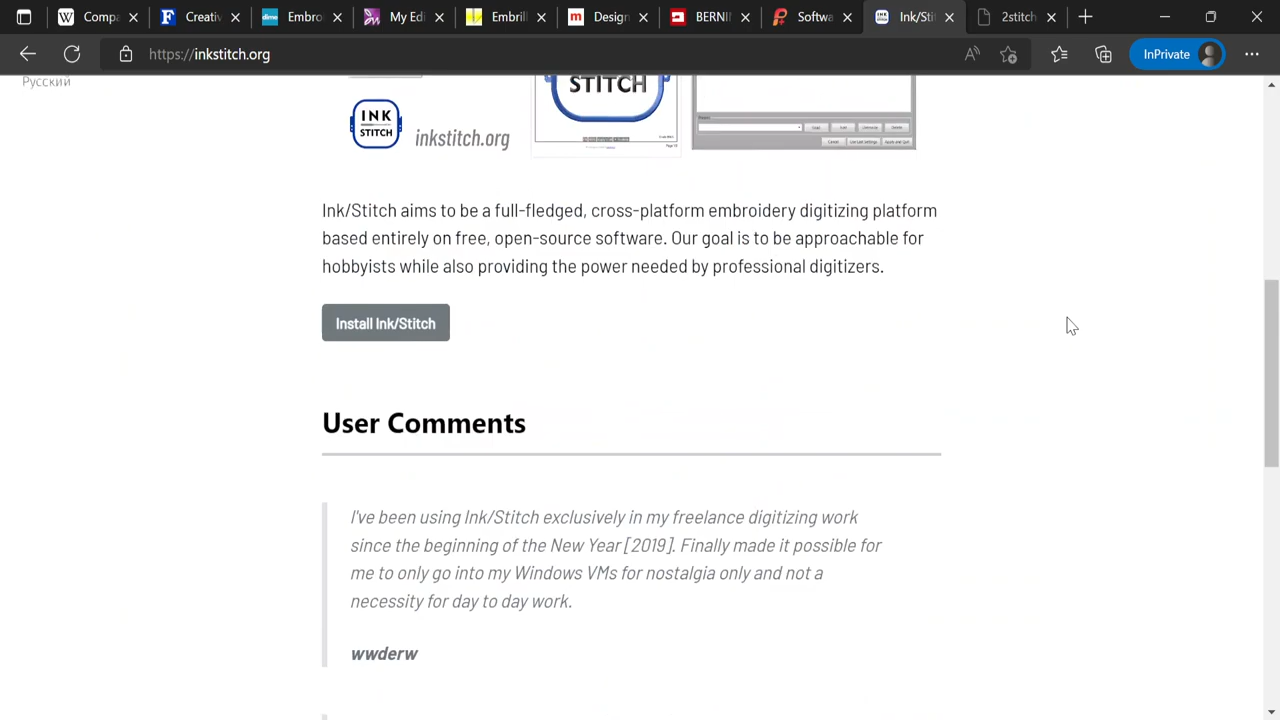 Compa
Creativ
Embro
My Edi
Embrill
Design
BERNIN
Softwa
Ink/Sti
Stitch
https://inkstitch.org
InPrivate
Русский
STITCH
INK
STITCH
inkstitch.org
Ink/Stitch aims to be a full-fledged, cross-platform embroidery digitizing platform
based entirely on free, open-source software. Our goal is to be approachable for
hobbyists while also providing the power needed by professional digitizers.
Install Ink/Stitch
User Comments
I've been using Ink/Stitch exclusively in my freelance digitizing work
since the beginning of the New Year [2019]. Finally made it possible for
me to only go into my Windows VMs for nostalgia only and not a
necessity for day to day work.
wwderw